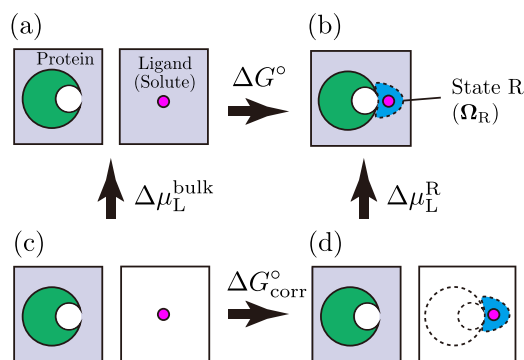 (a)
(b)
Protein
Ligand
(Solute)
ΔG°
State R
(Ω_R)
Δμ_L^bulk
Δμ_L^R
(c)
(d)
ΔG°_corr